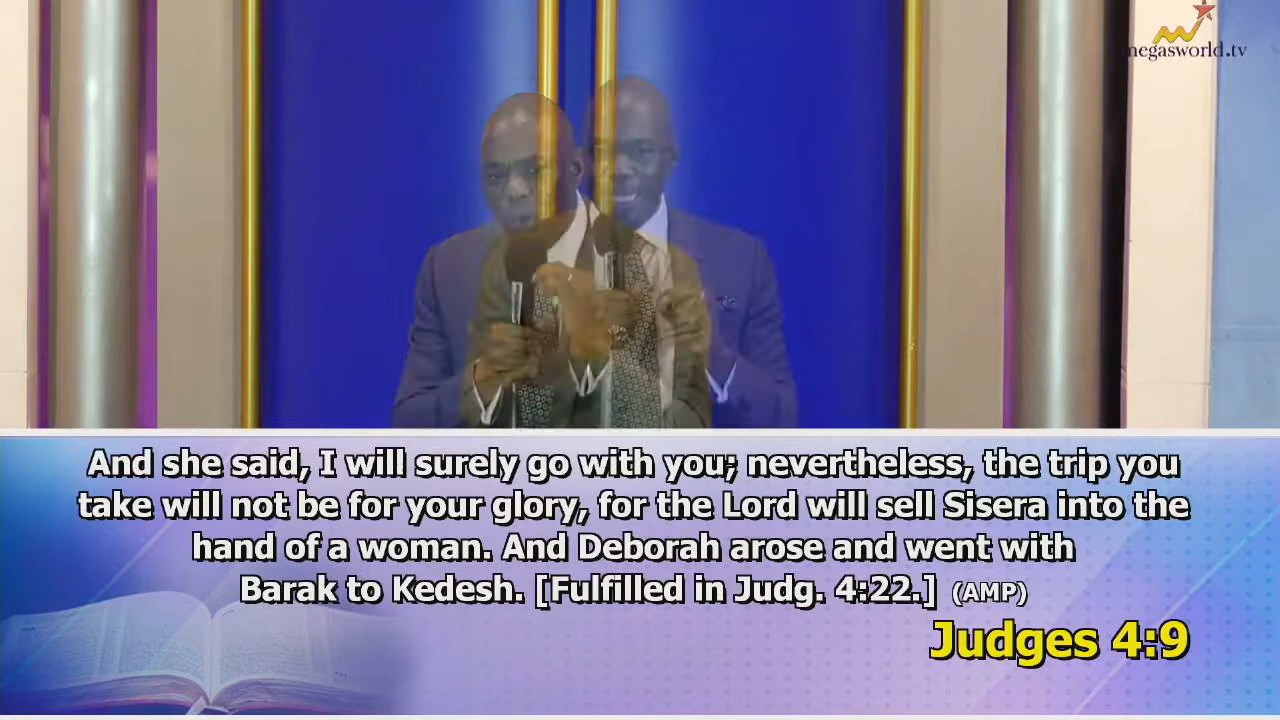 megasworld.tv
And she said, I will surely go with you; nevertheless, the trip you
take will not be for your glory, for the Lord will sell Sisera into the
hand of a woman. And Deborah arose and went with
Barak to Kedesh. [Fulfilled in Judg. 4:22.] (AMP)
Judges 4:9